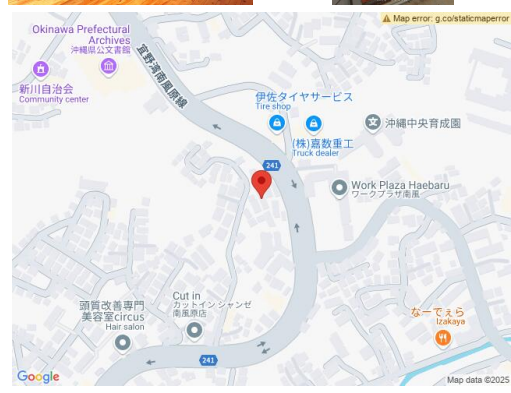 Map error: g.co/staticmaperror
Okinawa Prefectural
Archives
沖縄県公文書館
新川自治会
Community center
宜野湾南風原線
伊佐タイヤサービス
Tire shop
(株)嘉数重工
Truck dealer
沖縄中央育成園
241
Work Plaza Haebaru
ワークプラザ南風
頭質改善専門
美容室circus
Hair salon
Cut in
カットイン シャンゼ
南風原店
なーでぇら
Izakaya
241
Google
Map data ©2025